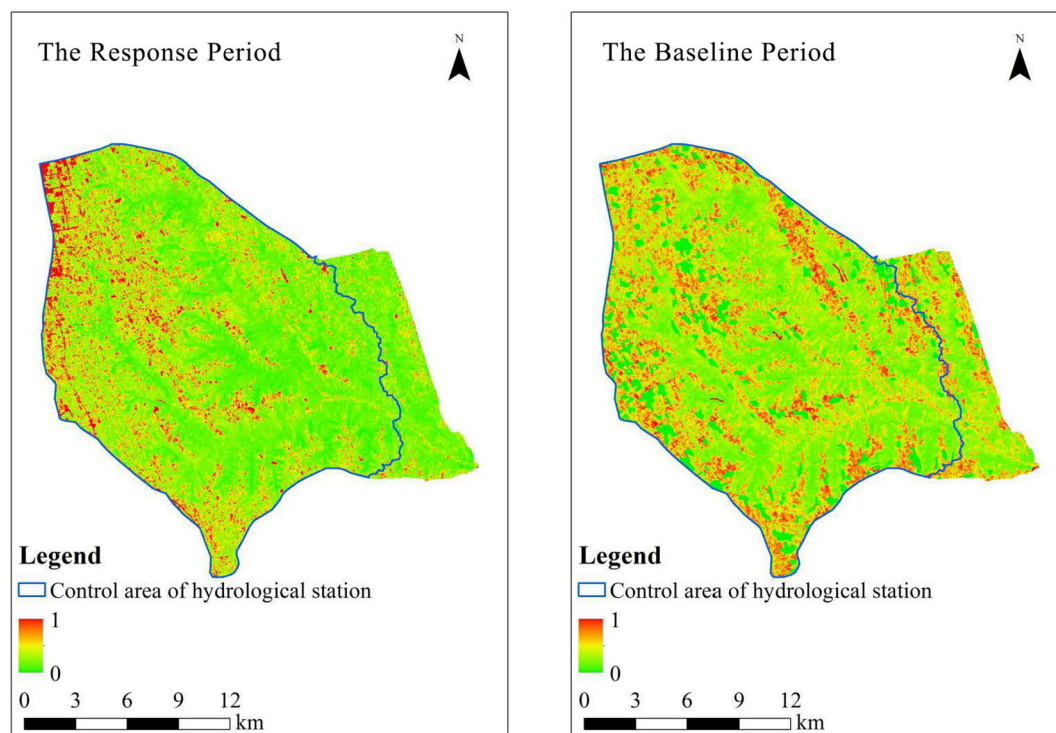 The Response Period
N
Legend
Control area of hydrological station
1
0
0 3 6 9 12
km
The Baseline Period
N
Legend
Control area of hydrological station
1
0
0 3 6 9 12
km